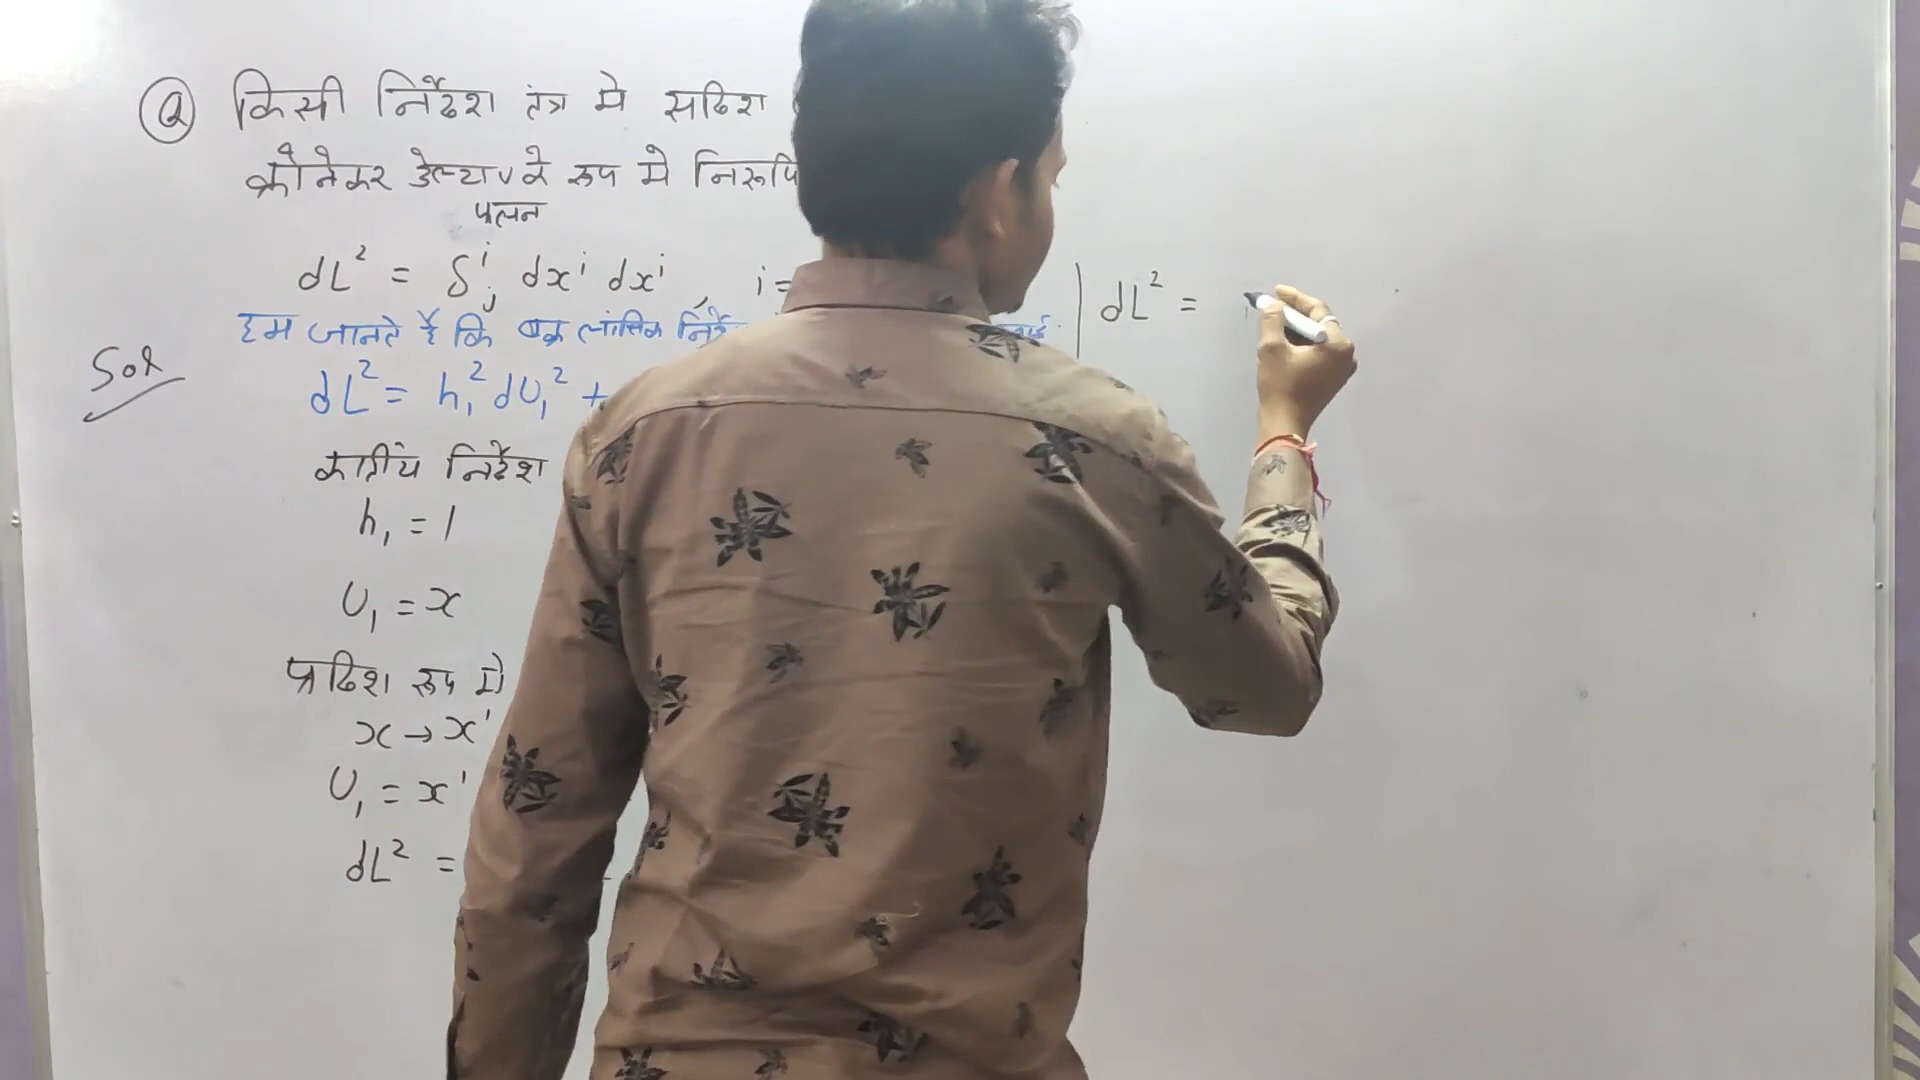 Q किसी निर्देश तंत्र मे सदिश
क्रोनेकर डेल्टा के रूप मे निरूपि
फलन
dL² = δⁱⱼ dxⁱ dxⁱ i=
हम जानते है कि वक्र
Sol
dL² = h₁² dU₁² +
कार्तीय निर्देश
h₁ = 1
U₁ = x
प्रदिश रूप मे
x → x'
U₁ = x'
dL² =
dL² =